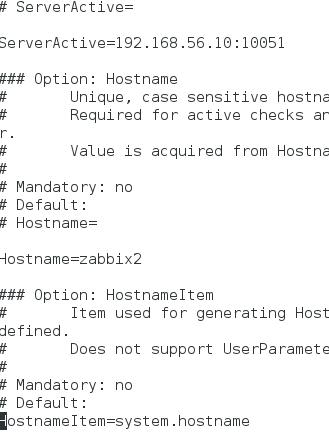 # ServerActive=
ServerActive=192.168.56.10:10051
### Option: Hostname
# Unique, case sensitive hostna
# Required for active checks an
r.
# Value is acquired from Hostna
#
# Mandatory: no
# Default:
# Hostname=
Hostname=zabbix2
### Option: HostnameItem
# Item used for generating Host
defined.
# Does not support UserParamete
#
# Mandatory: no
# Default:
HostnameItem=system.hostname